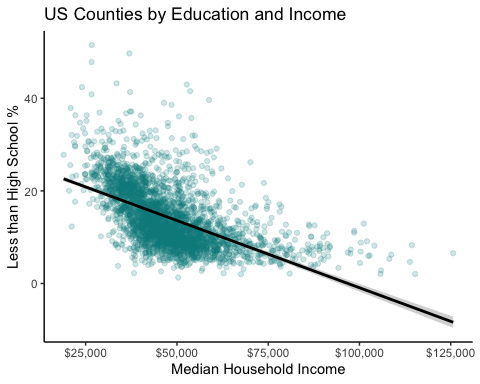 US Counties by Education and Income
Less than High School %
40
20
0
$25,000 $50,000 $75,000 $100,000 $125,000
Median Household Income